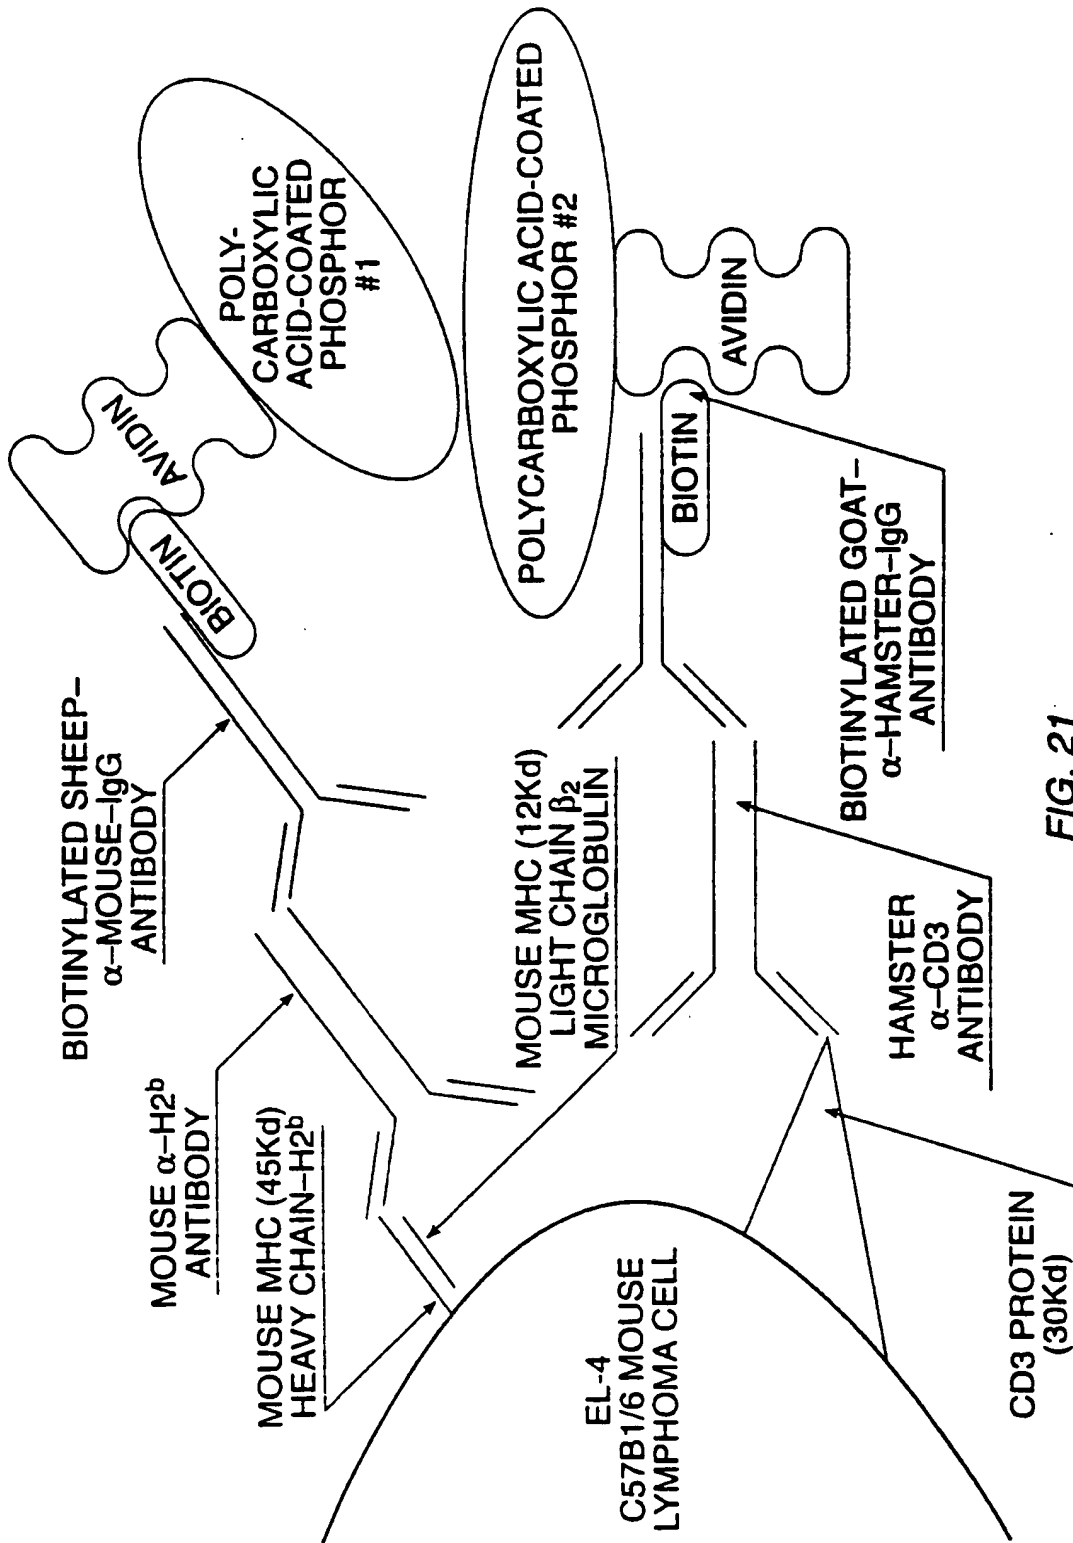 BIOTINYLATED SHEEP–
α–MOUSE–IgG
ANTIBODY
MOUSE α–H2b
ANTIBODY
MOUSE MHC (45Kd)
HEAVY CHAIN–H2b
EL-4
C57B1/6 MOUSE
LYMPHOMA CELL
MOUSE MHC (12Kd)
LIGHT CHAIN β2
MICROGLOBULIN
BIOTIN
AVIDIN
POLY-
CARBOXYLIC
ACID-COATED
PHOSPHOR
#1
POLYCARBOXYLIC ACID-COATED
PHOSPHOR #2
BIOTIN
AVIDIN
CD3 PROTEIN
(30Kd)
HAMSTER
α–CD3
ANTIBODY
BIOTINYLATED GOAT–
α–HAMSTER–IgG
ANTIBODY
FIG. 21